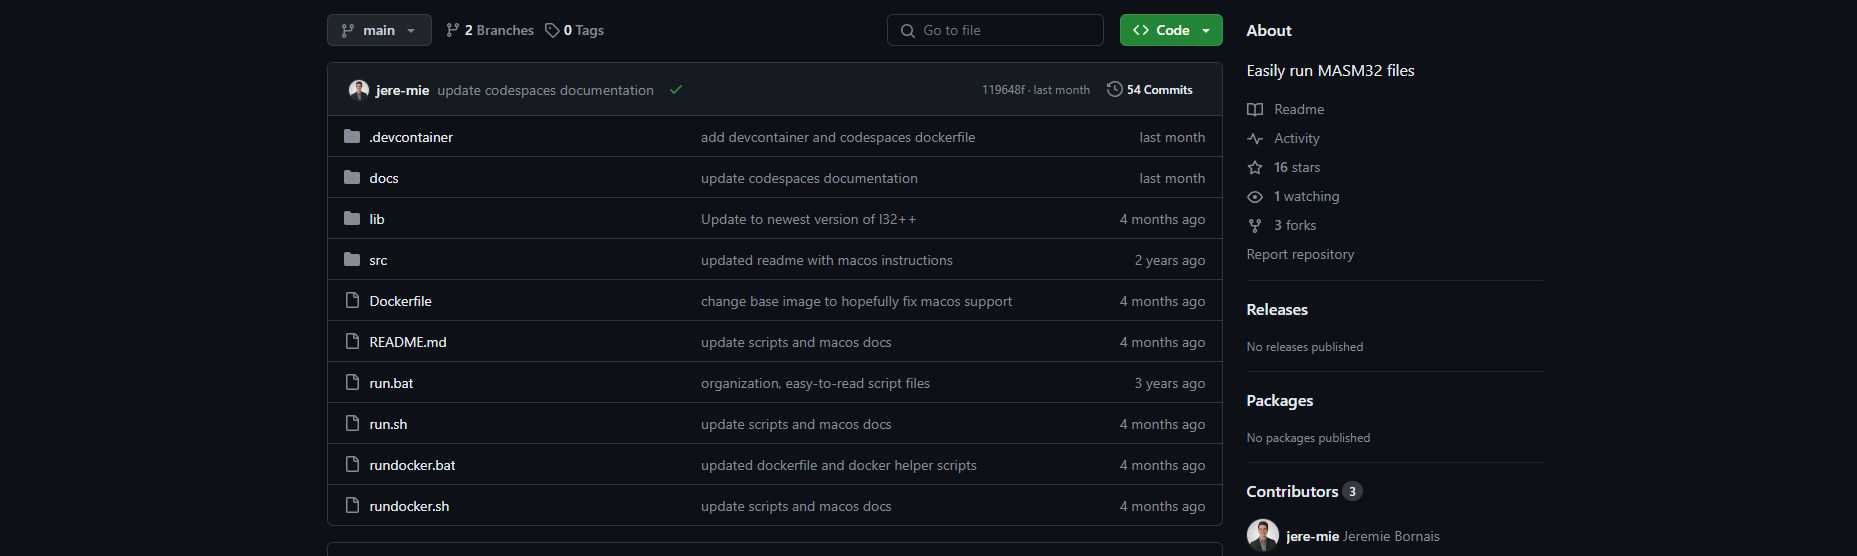 main 2 Branches 0 Tags Go to file Code
jere-mie update codespaces documentation 119648f · last month 54 Commits
.devcontainer add devcontainer and codespaces dockerfile last month
docs update codespaces documentation last month
lib Update to newest version of I32++ 4 months ago
src updated readme with macos instructions 2 years ago
Dockerfile change base image to hopefully fix macos support 4 months ago
README.md update scripts and macos docs 4 months ago
run.bat organization, easy-to-read script files 3 years ago
run.sh update scripts and macos docs 4 months ago
rundocker.bat updated dockerfile and docker helper scripts 4 months ago
rundocker.sh update scripts and macos docs 4 months ago
About
Easily run MASM32 files
Readme
Activity
16 stars
1 watching
3 forks
Report repository
Releases
No releases published
Packages
No packages published
Contributors 3
jere-mie Jeremie Bornais